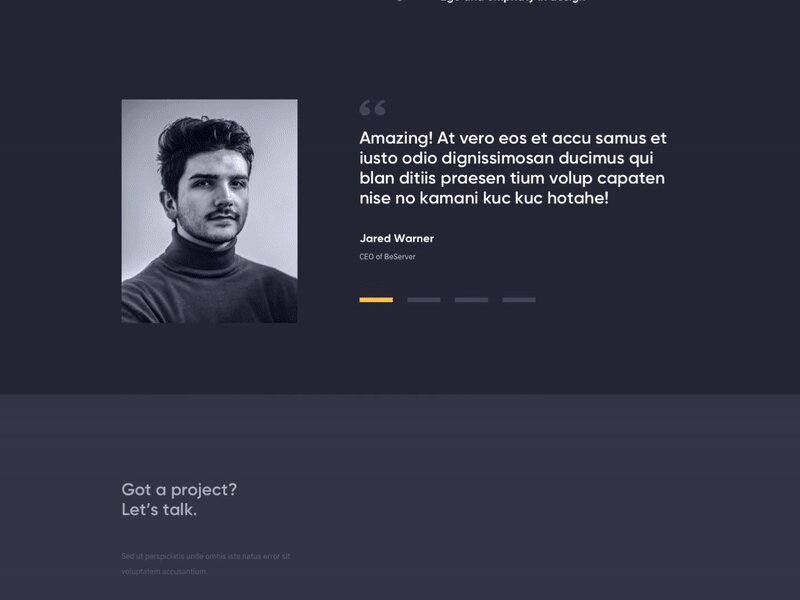 Amazing! At vero eos et accu samus et
iusto odio dignissimosan ducimus qui
blan ditiis praesen tium volup capaten
nise no kamani kuc kuc hotahe!
Jared Warner
CEO of BeServer
Got a project?
Let's talk.
Sed ut perspiciatis unde omnis iste natus error sit
voluptatem accusantium.